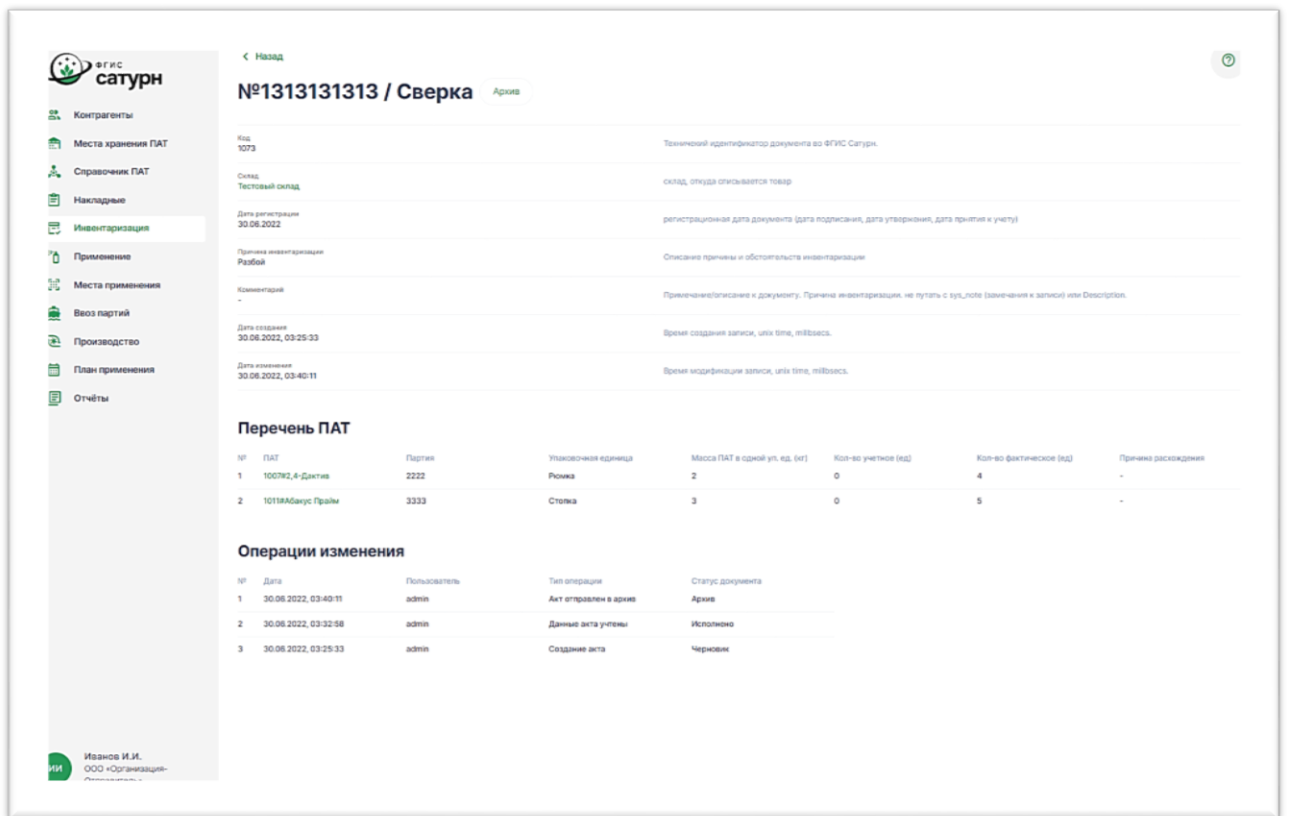 ФГИС
сатурн
Контрагенты
Места хранения ПАТ
Справочник ПАТ
Накладные
Инвентаризация
Применение
Места применения
Ввоз партий
Производство
План применения
Отчёты
Иванов И.И.
ООО «Организация-
Назад
№1313131313 / Сверка Архив
Код
1073 Технический идентификатор документа во ФГИС Сатурн.
Склад
Тестовый склад склад, откуда описывается товар
Дата регистрации
30.06.2022 регистрационная дата документа (дата подписания, дата утверждения, дата принятия к учету)
Причина инвентаризации
Разбой Описание причины и обстоятельств инвентаризации
Комментарий
- Примечание/описание к документу. Причина инвентаризации. не путать с sys_note (замечания к записи) или Description.
Дата создания
30.06.2022, 03:25:33 Время создания записи, unix time, millisecs.
Дата изменения
30.06.2022, 03:40:11 Время модификации записи, unix time, millisecs.
Перечень ПАТ
№ ПАТ Партия Упаковочная единица Масса ПАТ в одной уп. ед. (кг) Кол-во учетное (ед) Кол-во фактическое (ед) Причина расхождения
1 1007#2,4-Дактив 2222 Рюмка 2 0 4 -
2 1011#Абакус Прайм 3333 Стопка 3 0 5 -
Операции изменения
№ Дата Пользователь Тип операции Статус документа
1 30.06.2022, 03:40:11 admin Акт отправлен в архив Архив
2 30.06.2022, 03:32:58 admin Данные акта учтены Исполнено
3 30.06.2022, 03:25:33 admin Создание акта Черновик